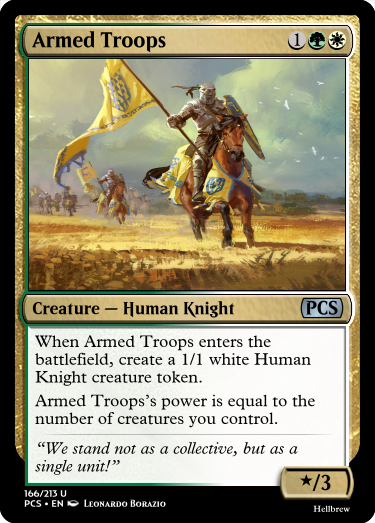 Armed Troops 1
Creature — Human Knight PCS
When Armed Troops enters the
battlefield, create a 1/1 white Human
Knight creature token.
Armed Troops's power is equal to the
number of creatures you control.
“We stand not as a collective, but as a
single unit!”
★/3
166/213 U
PCS • EN Leonardo Borazio
Hellbrew